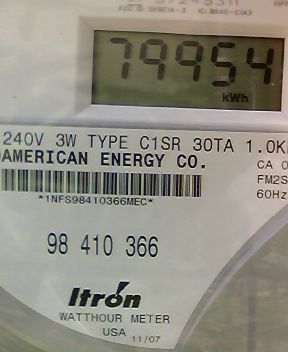 79954
kWh
240V 3W TYPE C1SR 30TA 1.0K
AMERICAN ENERGY CO.
CA 0
FM2S
60Hz
*1NFS98410366MEC*
98 410 366
Itrón
WATTHOUR METER
USA 11/07